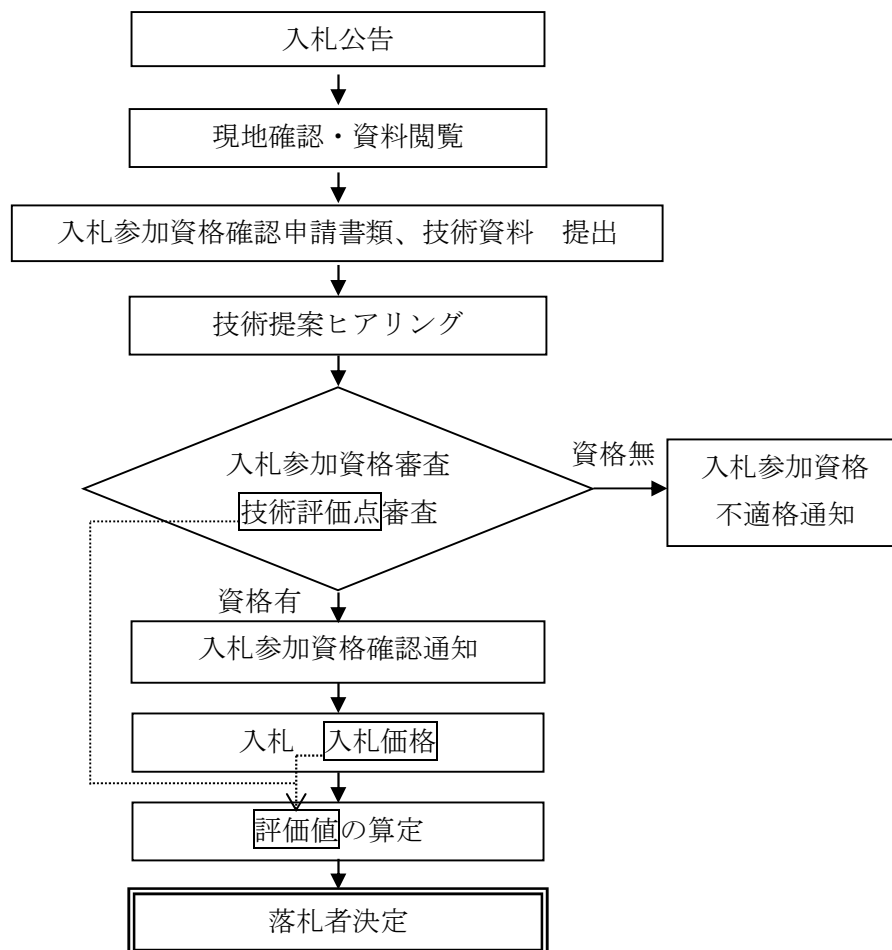 入札公告
現地確認・資料閲覧
入札参加資格確認申請書類、技術資料　提出
技術提案ヒアリング
入札参加資格審査
技術評価点審査
資格無
入札参加資格
不適格通知
資格有
入札参加資格確認通知
入札　入札価格
評価値の算定
落札者決定